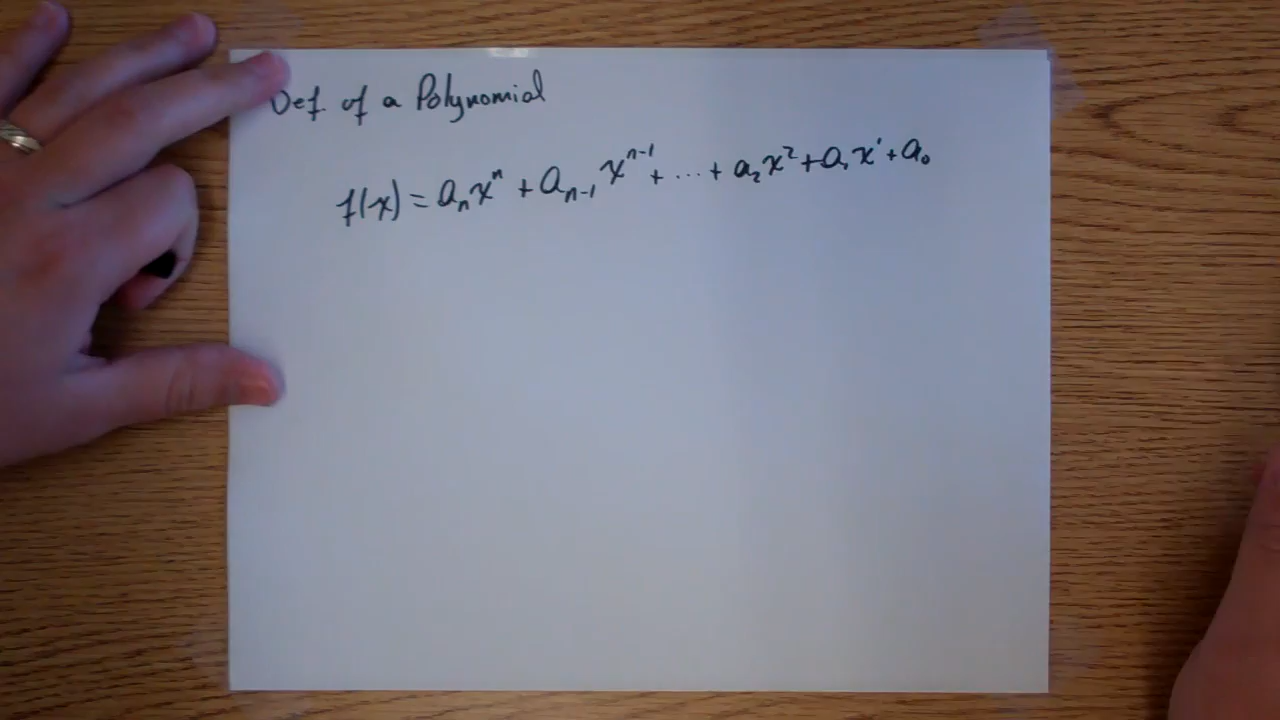 Def of a Polynomial
f(x) = aₙxⁿ + aₙ₋₁xⁿ⁻¹ + ... + a₂x² + a₁x¹ + a₀